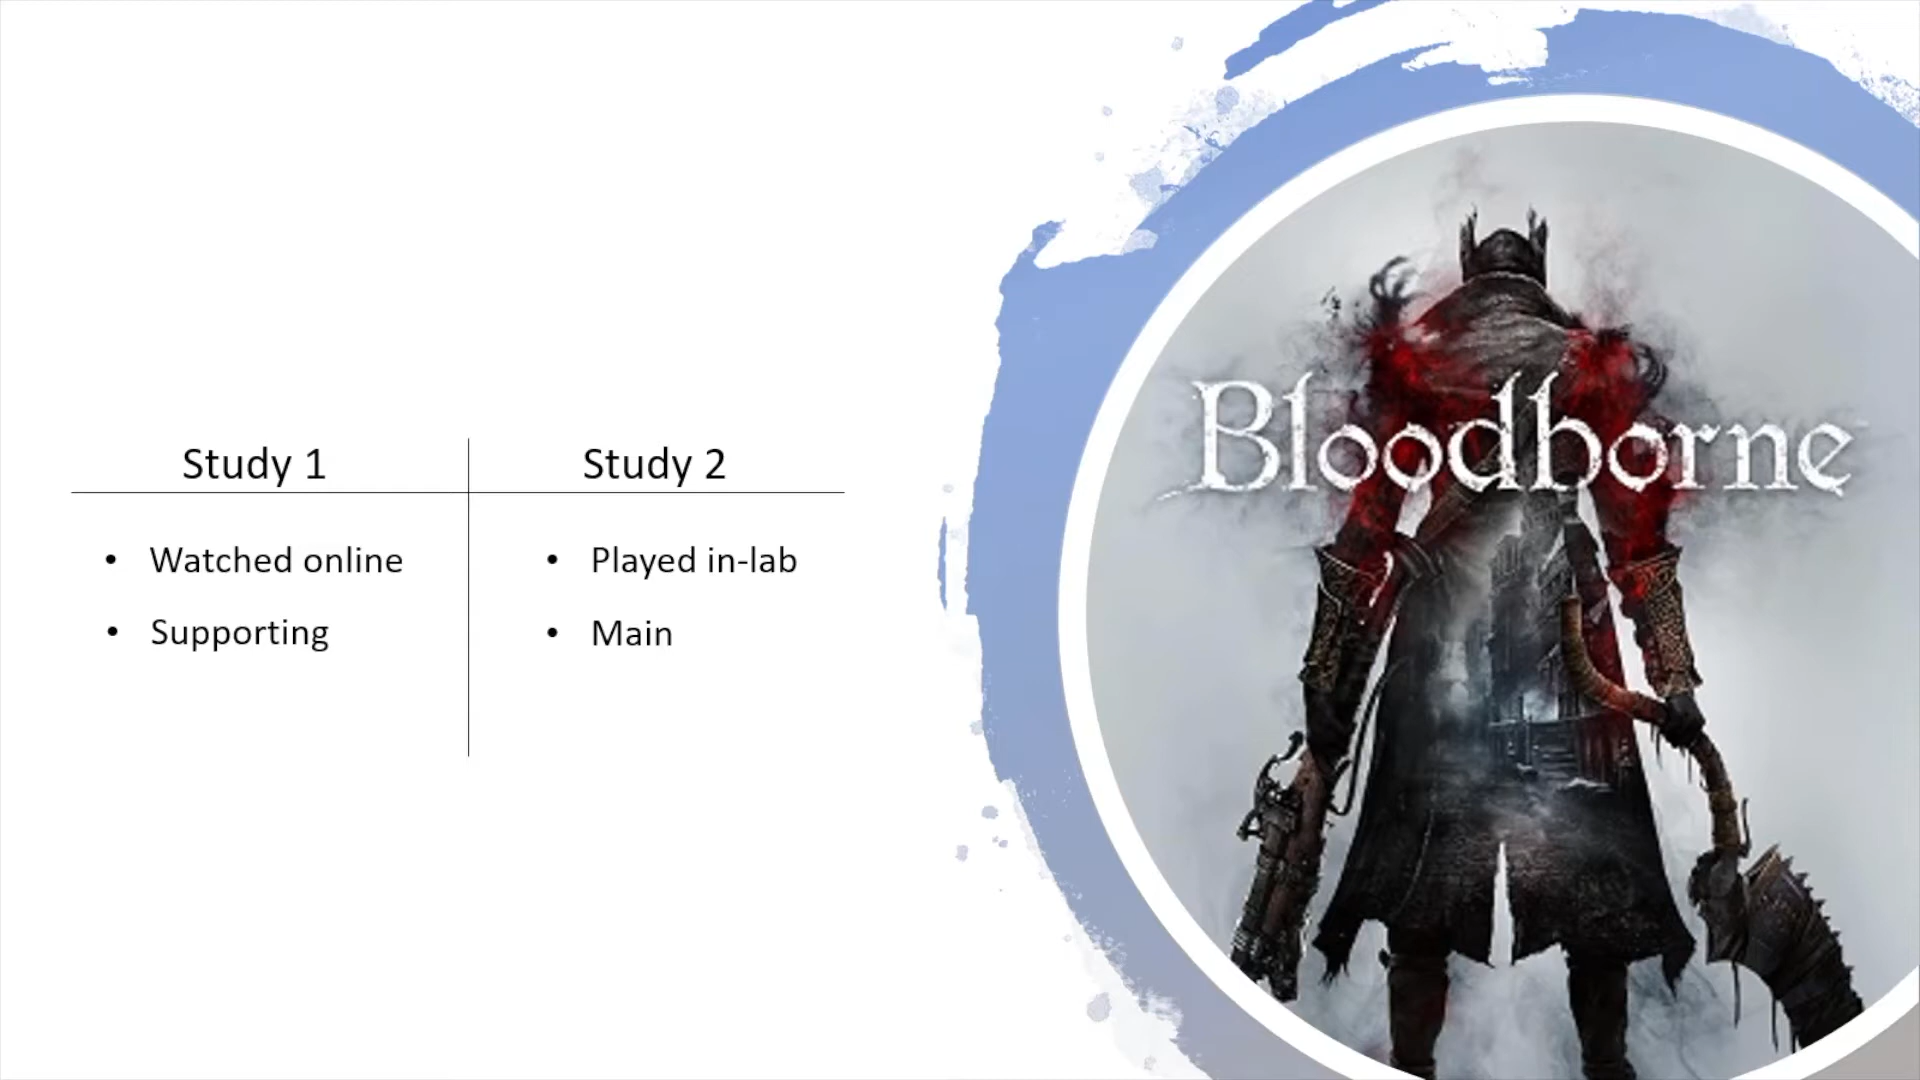 Study 1
Study 2
• Watched online
• Supporting
• Played in-lab
• Main
Bloodborne